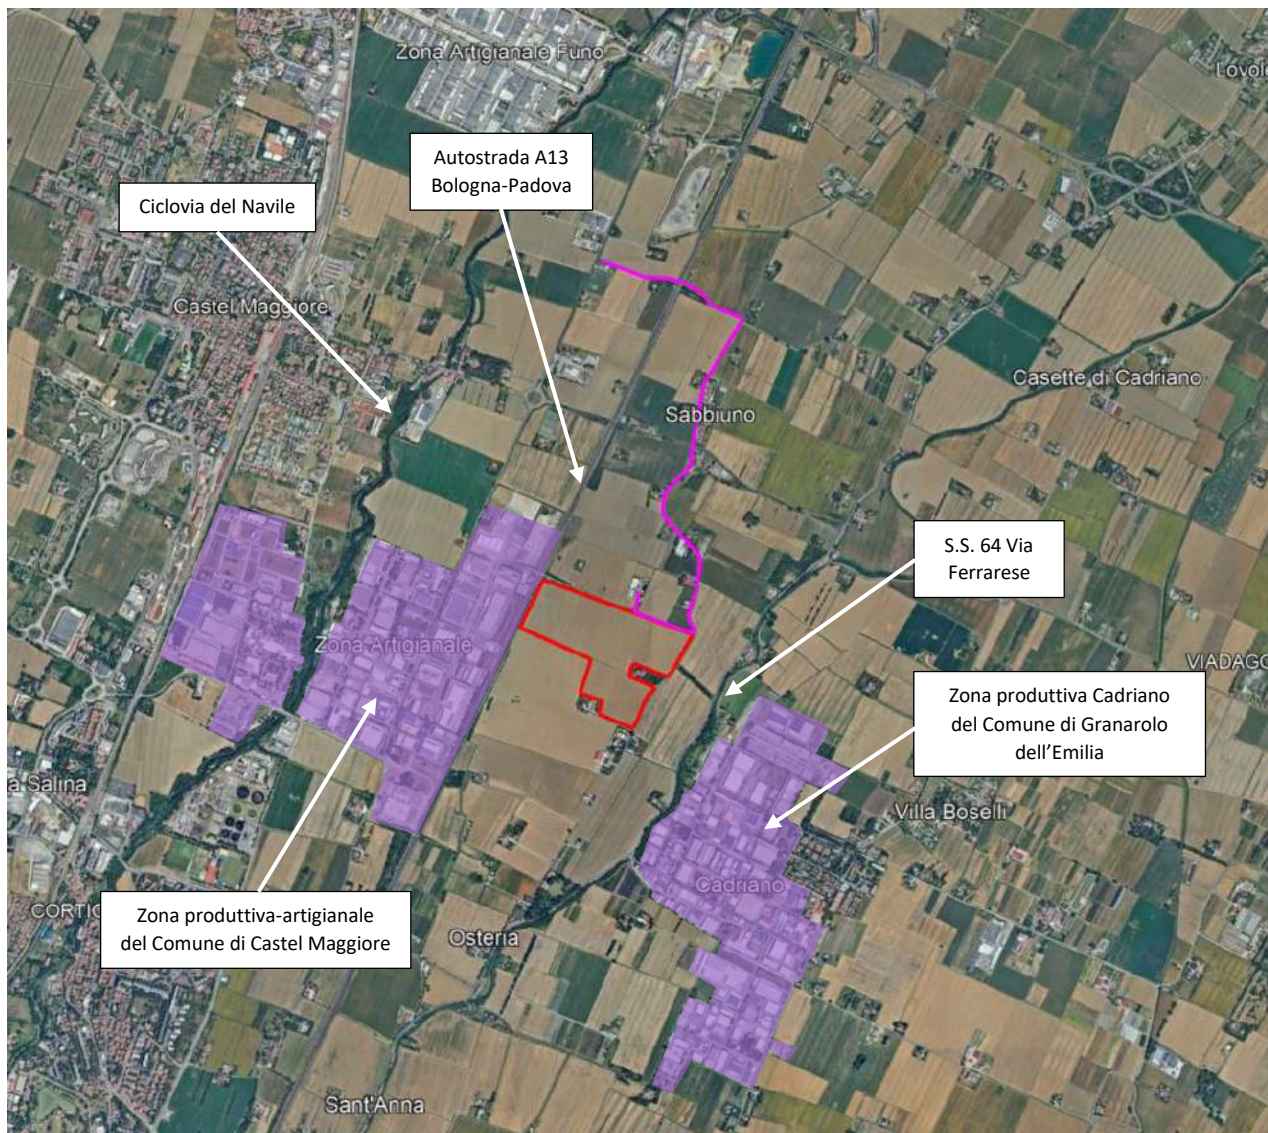 Zona Artigianale Funo
Lovole
Autostrada A13
Bologna-Padova
Ciclovia del Navile
Castel Maggiore
Casette di Cadriano
Sabbiuno
S.S. 64 Via
Ferrarese
Zona Artigianale
VIADAGO
Zona produttiva Cadriano
del Comune di Granarolo
dell'Emilia
a Salina
Villa Boselli
Cadriano
CORTIC
Zona produttiva-artigianale
del Comune di Castel Maggiore
Osteria
Sant'Anna